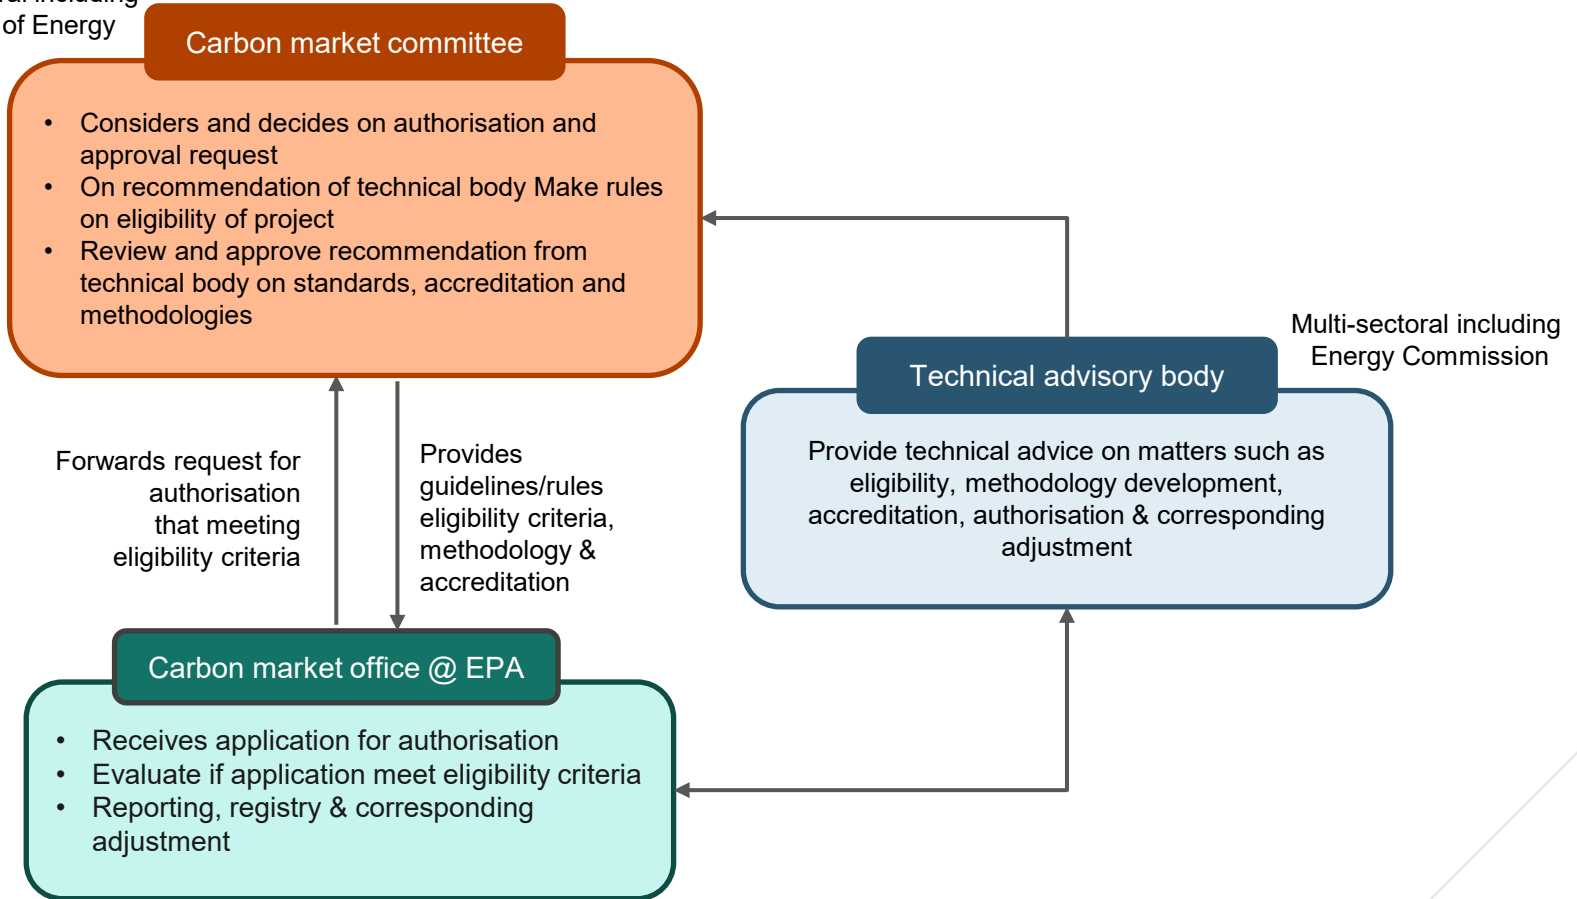 including
of Energy
Carbon market committee
• Considers and decides on authorisation and
approval request
• On recommendation of technical body Make rules
on eligibility of project
• Review and approve recommendation from
technical body on standards, accreditation and
methodologies
Multi-sectoral including
Energy Commission
Technical advisory body
Provide technical advice on matters such as
eligibility, methodology development,
accreditation, authorisation & corresponding
adjustment
Forwards request for
authorisation
that meeting
eligibility criteria
Provides
guidelines/rules
eligibility criteria,
methodology &
accreditation
Carbon market office @ EPA
• Receives application for authorisation
• Evaluate if application meet eligibility criteria
• Reporting, registry & corresponding
adjustment